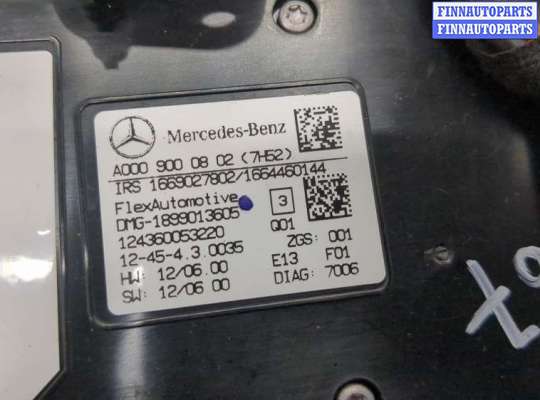 FINNAUTOPARTS
FINNAUTOPARTS
Mercedes-Benz
A000 900 08 02 (7H52)
IRS 1669027802/1664460144
FlexAutomotive
DMG-1899013605
124360053220
12-45-4.3.0035
HW: 12/06.00
SW: 12/06 00
3
Q01
ZGS: 001
E13 F01
DIAG: 7006